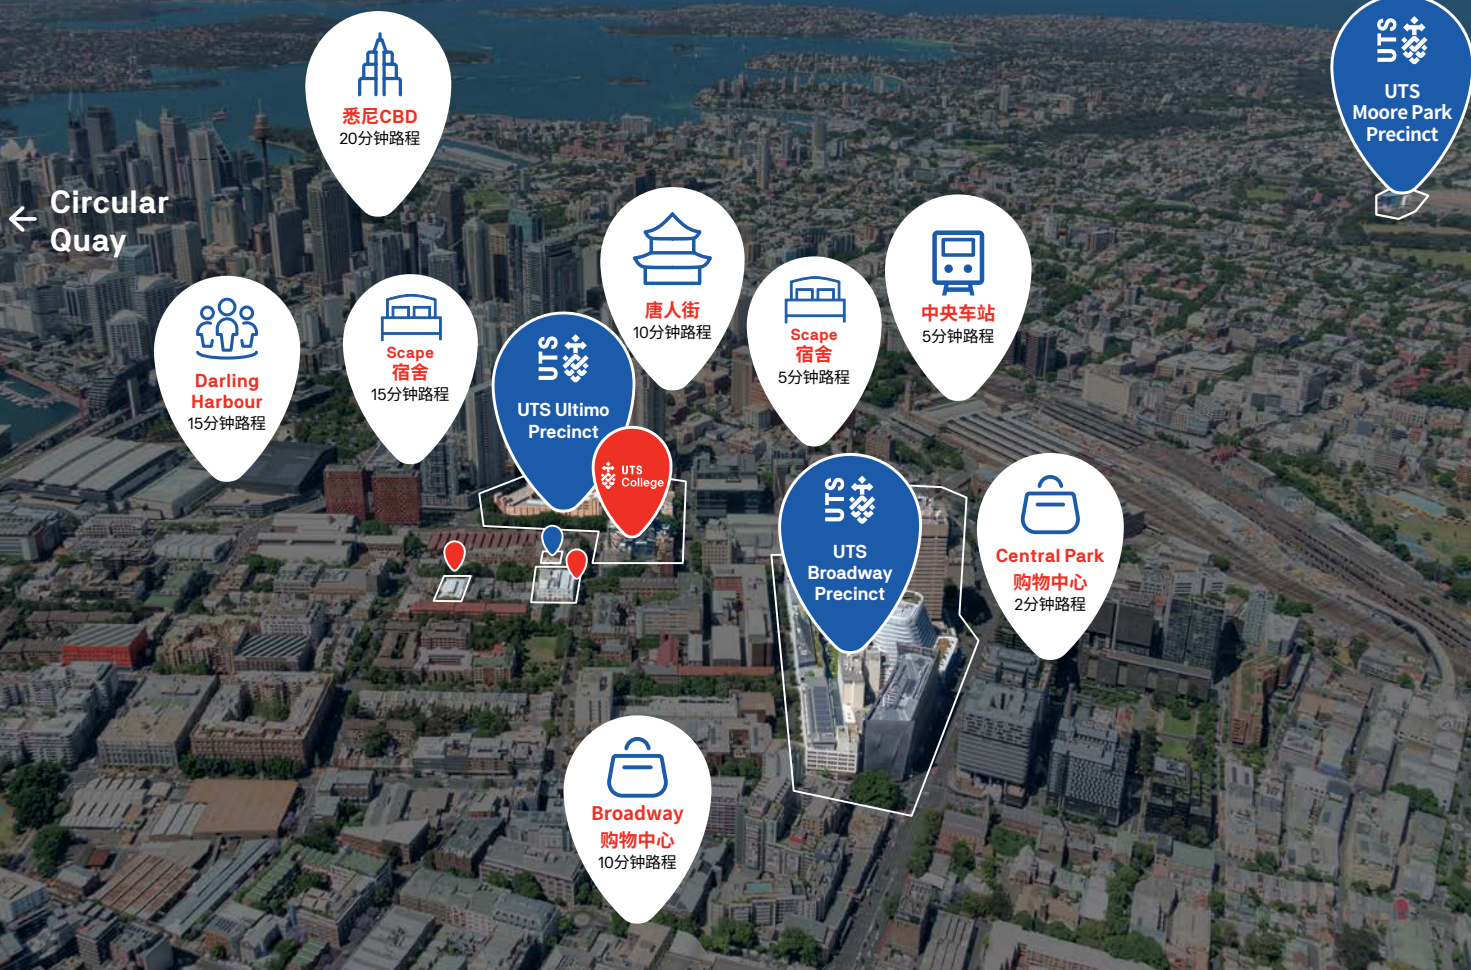 悉尼CBD
20分钟路程
UTS
UTS
Moore Park
Precinct
Circular
Quay
唐人街
10分钟路程
中央车站
5分钟路程
Scape
宿舍
5分钟路程
Darling
Harbour
15分钟路程
Scape
宿舍
15分钟路程
UTS
UTS Ultimo
Precinct
UTS
College
UTS
UTS
Broadway
Precinct
Central Park
购物中心
2分钟路程
Broadway
购物中心
10分钟路程